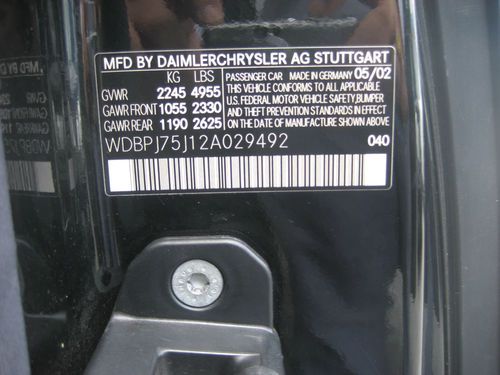 MFD BY DAIMLERCHRYSLER AG STUTTGART
KG LBS
GVWR 2245 4955
GAWR FRONT 1055 2330
GAWR REAR 1190 2625
PASSENGER CAR MADE IN GERMANY 05/02
THIS VEHICLE CONFORMS TO ALL APPLICABLE
U.S. FEDERAL MOTOR VEHICLE SAFETY,BUMPER
AND THEFT PREVENTION STANDARDS IN EFFECT
ON THE DATE OF MANUFACTURE SHOWN ABOVE.
WDBPJ75J12A029492 040